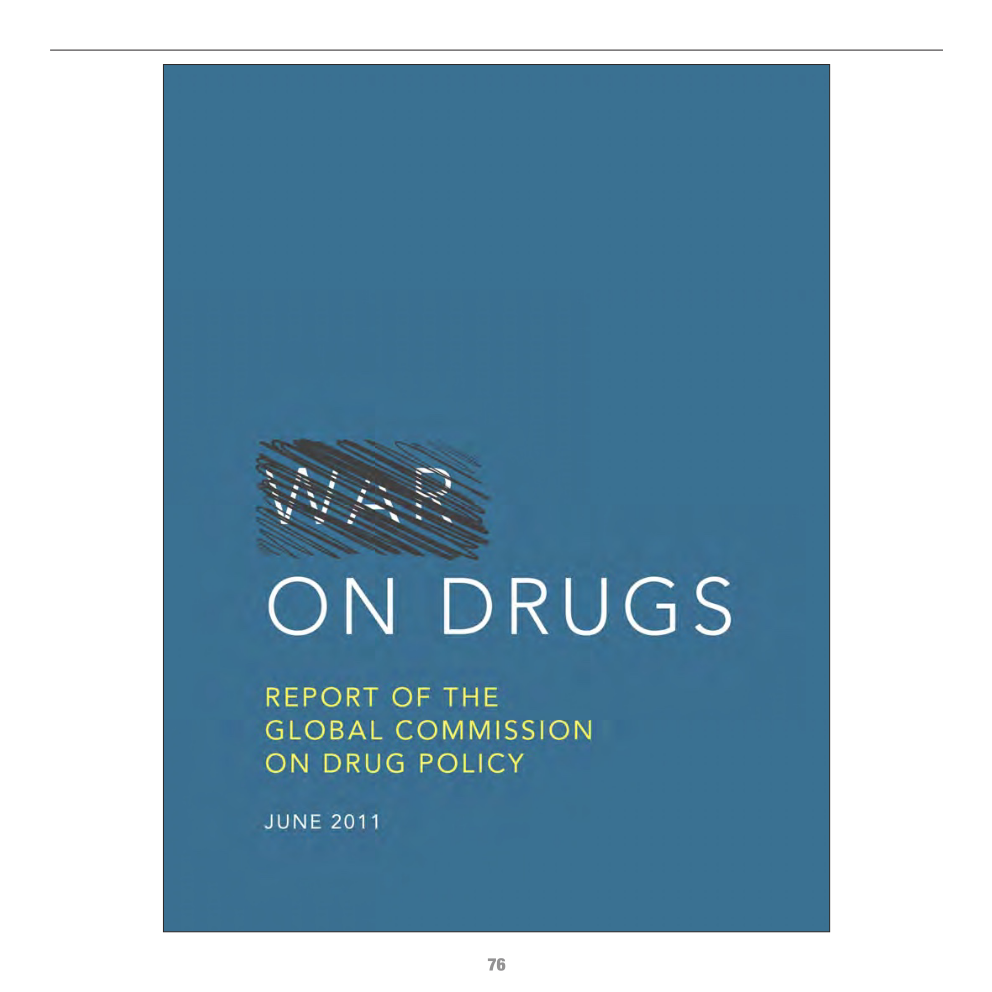 WAR
ON DRUGS
REPORT OF THE
GLOBAL COMMISSION
ON DRUG POLICY
JUNE 2011
76